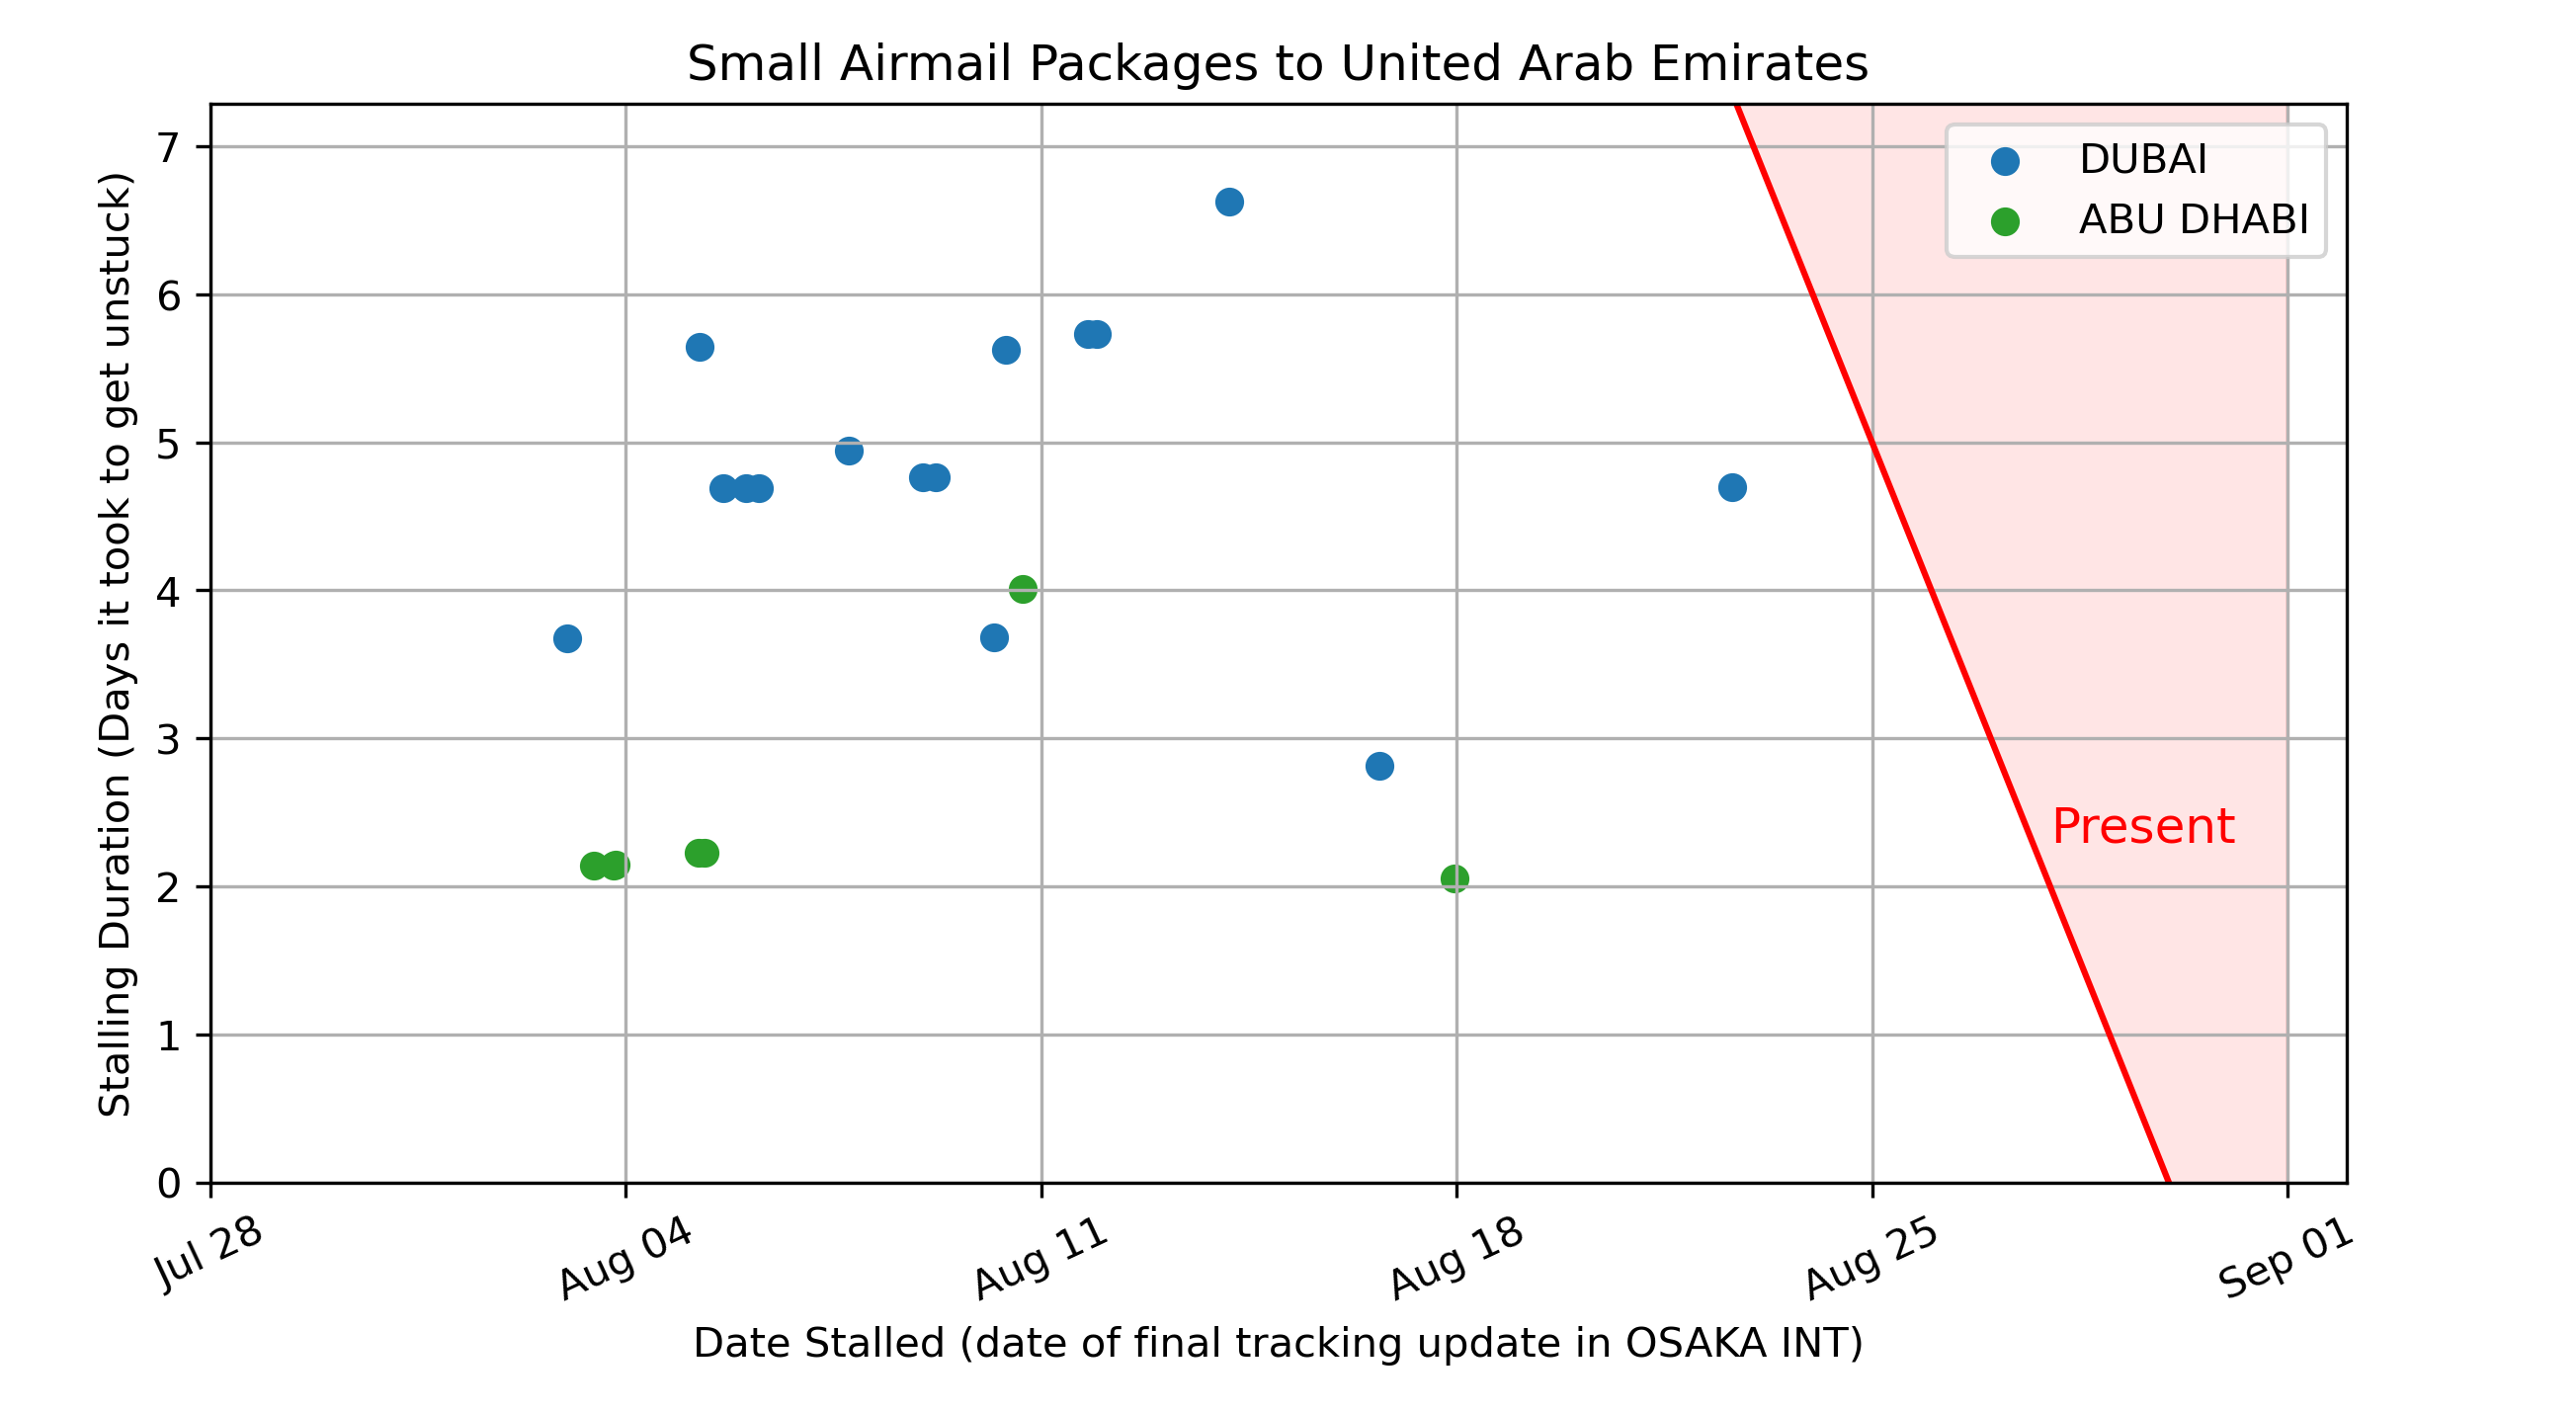 Small Airmail Packages to United Arab Emirates
DUBAI
ABU DHABI
Present
Stalling Duration (Days it took to get unstuck)
7
6
5
4
3
2
1
0
Jul 28
Aug 04
Aug 11
Aug 18
Aug 25
Sep 01
Date Stalled (date of final tracking update in OSAKA INT)